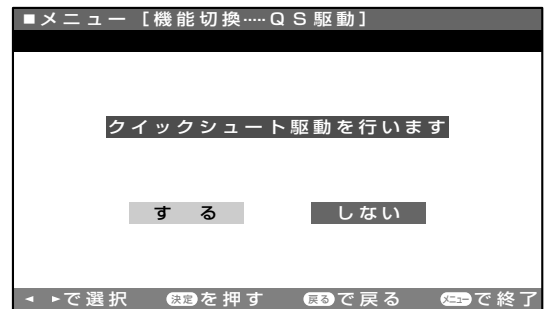 ■メニュー［機能切換……ＱＳ駆動］
クイックシュート駆動を行います
する　しない
◄ ►で選択　決定を押す　戻るで戻る　メニューで終了